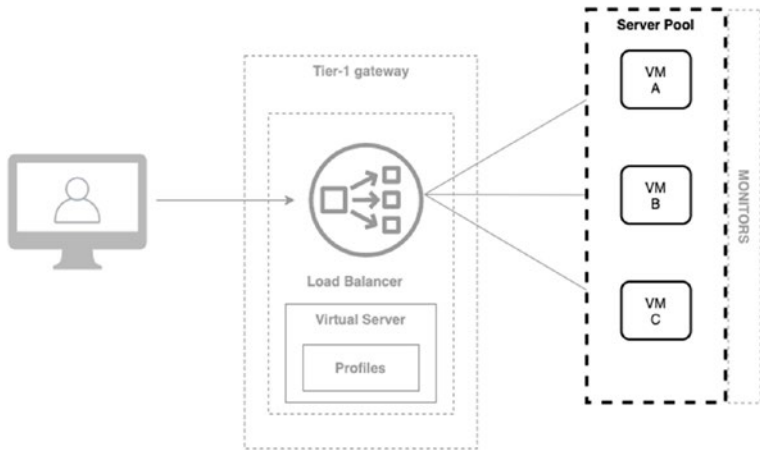 Server Pool
Tier-1 gateway
VM
A
VM
B
VM
C
MONITORS
Load Balancer
Virtual Server
Profiles